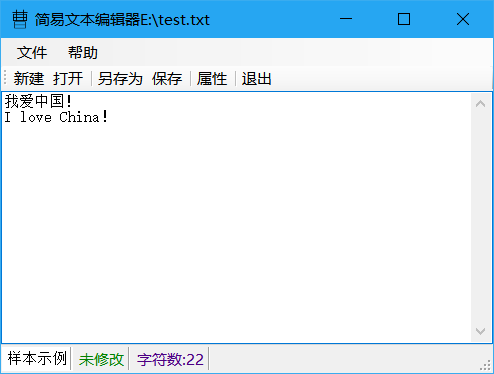 曹 简易文本编辑器E:\test.txt
文件 帮助
新建 打开 另存为 保存 属性 退出
我爱中国！
I love China！
样本示例 未修改 字符数:22